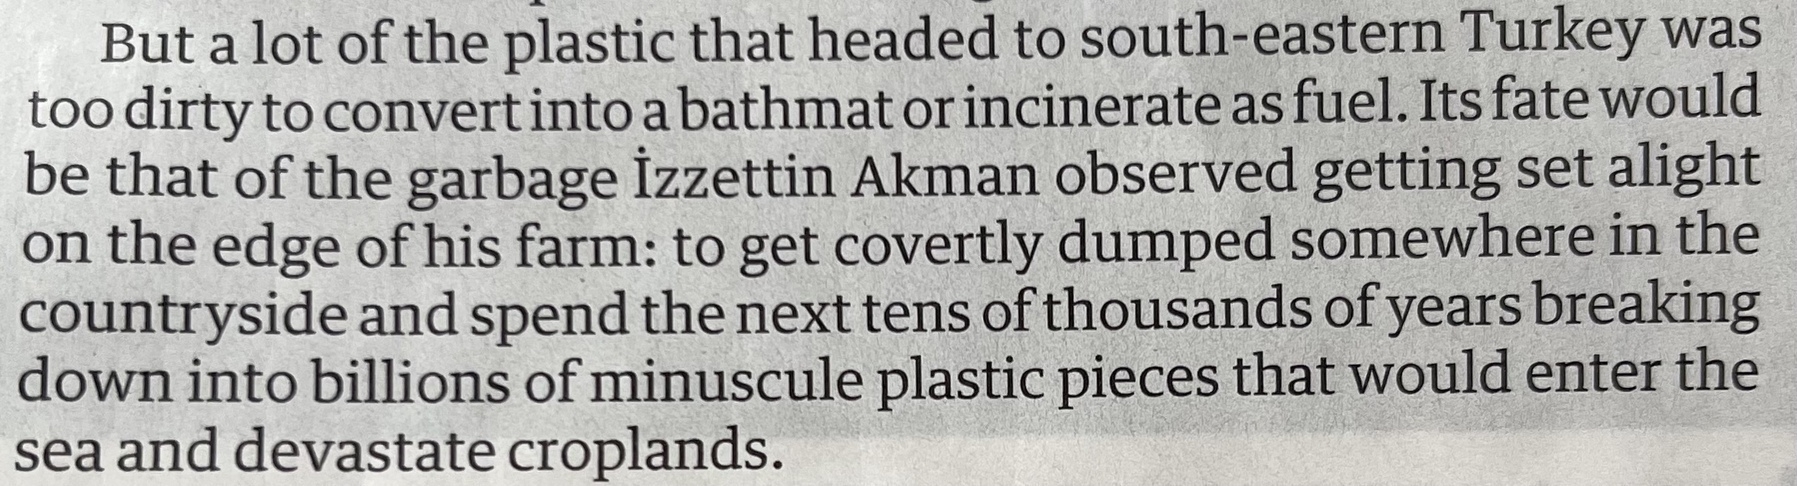 But a lot of the plastic that headed to south-eastern Turkey was
too dirty to convert into a bathmat or incinerate as fuel. Its fate would
be that of the garbage İzzettin Akman observed getting set alight
on the edge of his farm: to get covertly dumped somewhere in the
countryside and spend the next tens of thousands of years breaking
down into billions of minuscule plastic pieces that would enter the
sea and devastate croplands.